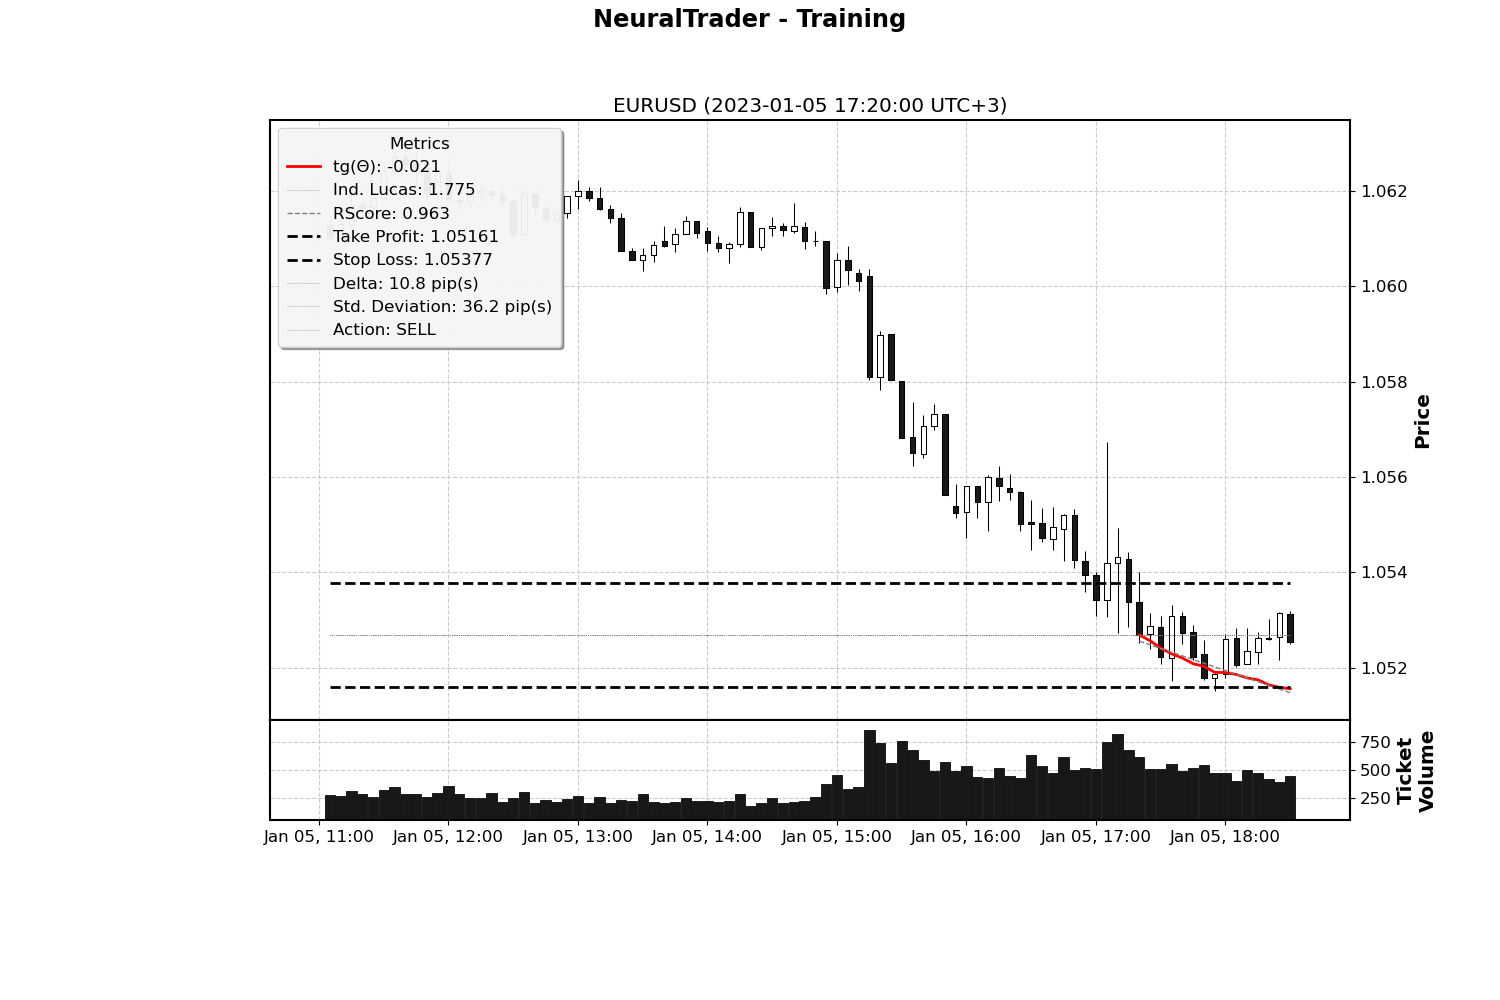 NeuralTrader - Training
EURUSD (2023-01-05 17:20:00 UTC+3)
Metrics
tg(Θ): -0.021
Ind. Lucas: 1.775
RScore: 0.963
Take Profit: 1.05161
Stop Loss: 1.05377
Delta: 10.8 pip(s)
Std. Deviation: 36.2 pip(s)
Action: SELL
1.062
1.060
1.058
1.056
1.054
1.052
Price
750
500
250
Ticket
Volume
Jan 05, 11:00
Jan 05, 12:00
Jan 05, 13:00
Jan 05, 14:00
Jan 05, 15:00
Jan 05, 16:00
Jan 05, 17:00
Jan 05, 18:00